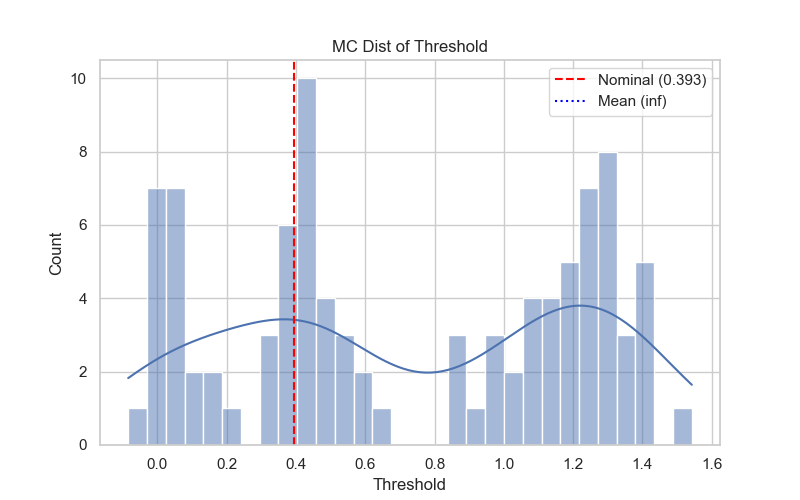 MC Dist of Threshold
Nominal (0.393)
Mean (inf)
Count
10
8
6
4
2
0
0.0 0.2 0.4 0.6 0.8 1.0 1.2 1.4 1.6
Threshold